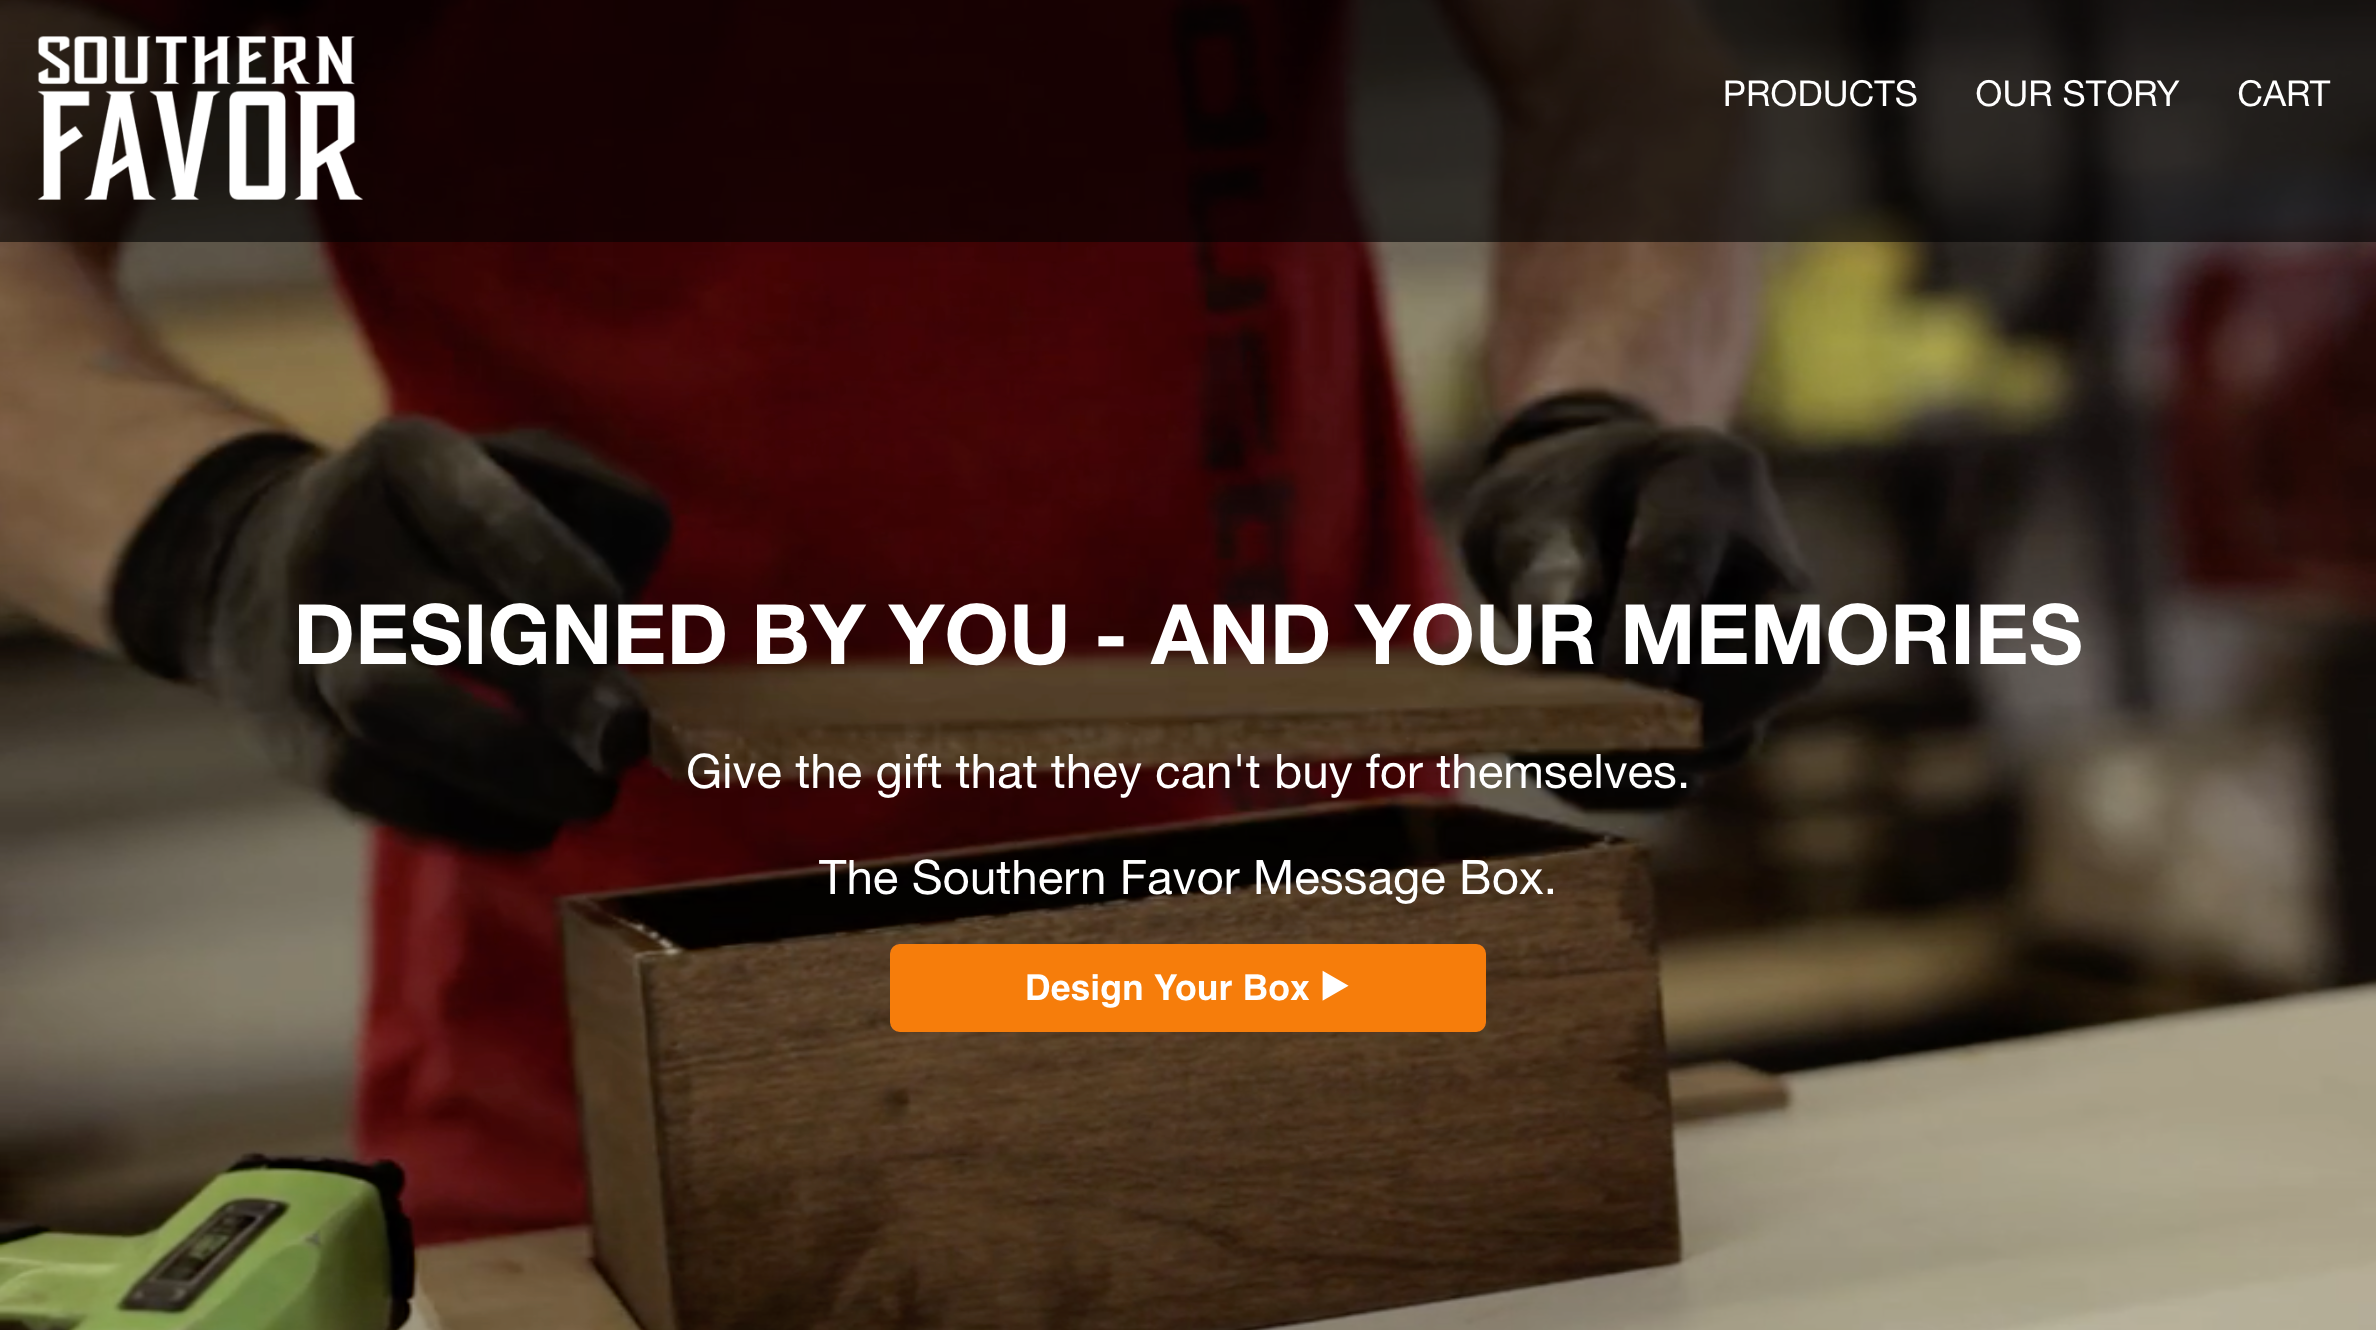 SOUTHERN
FAVOR
PRODUCTS OUR STORY CART
DESIGNED BY YOU - AND YOUR MEMORIES
Give the gift that they can't buy for themselves.
The Southern Favor Message Box.
Design Your Box ▶